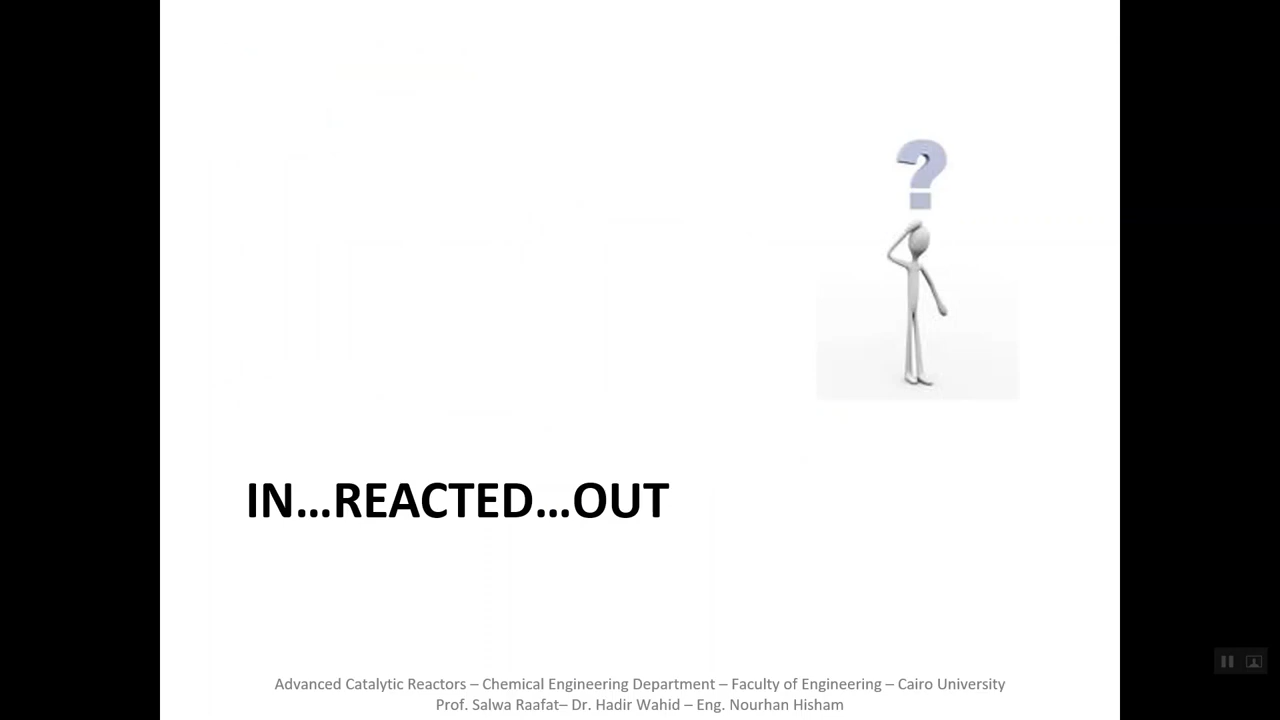 ?
IN…REACTED…OUT
Advanced Catalytic Reactors – Chemical Engineering Department – Faculty of Engineering – Cairo University
Prof. Salwa Raafat– Dr. Hadir Wahid – Eng. Nourhan Hisham